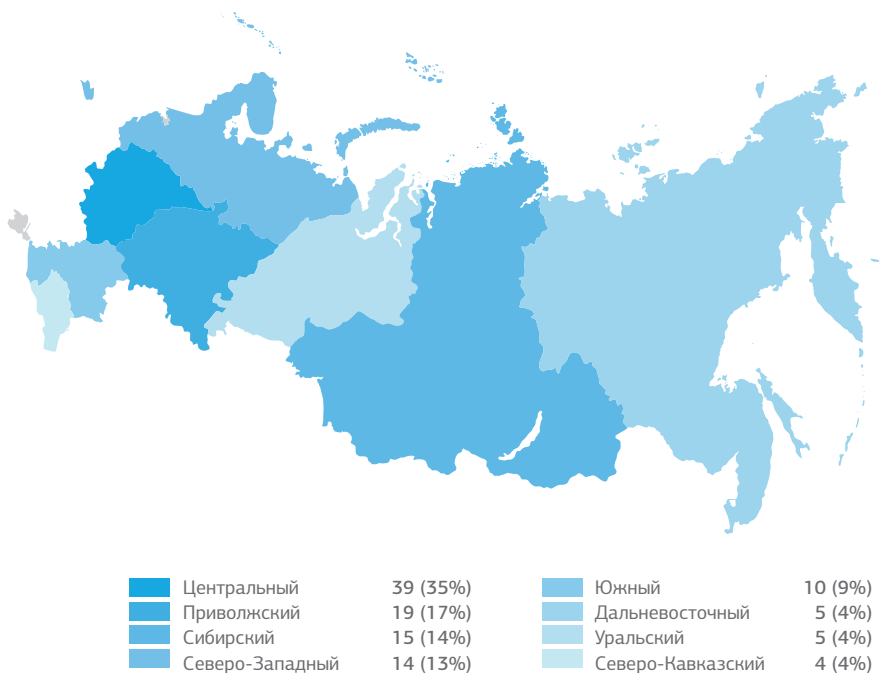 Центральный 39 (35%)
Приволжский 19 (17%)
Сибирский 15 (14%)
Северо-Западный 14 (13%)
Южный 10 (9%)
Дальневосточный 5 (4%)
Уральский 5 (4%)
Северо-Кавказский 4 (4%)